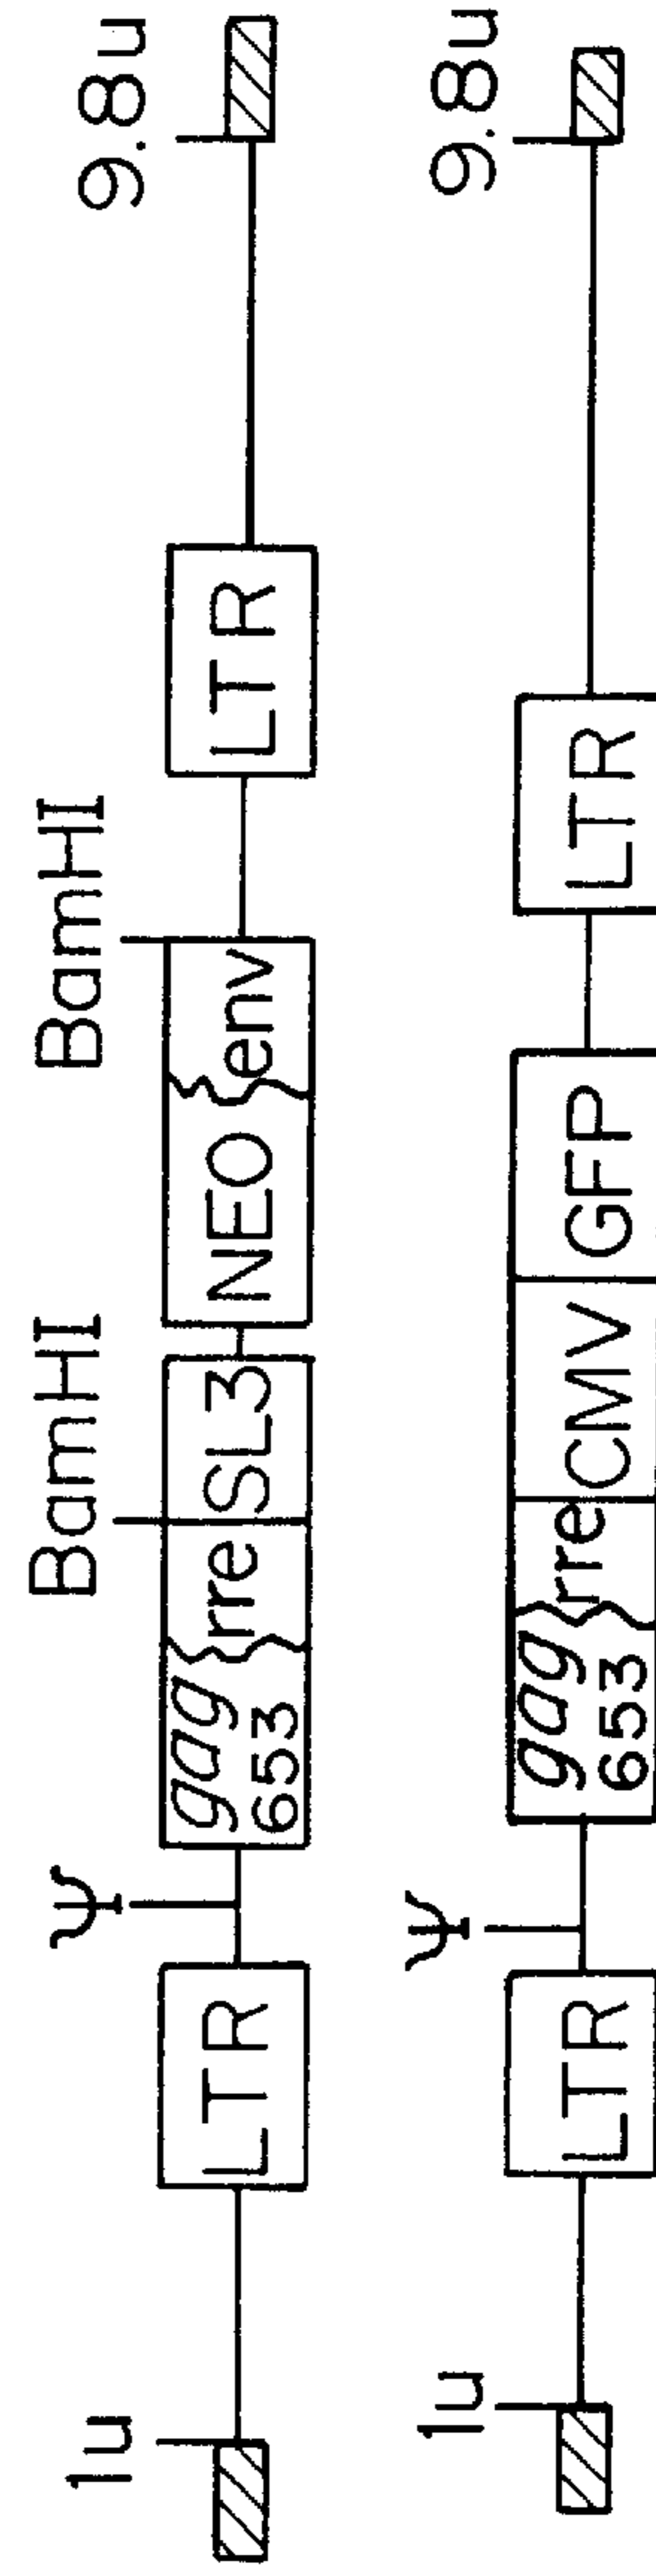 BamHI BamHI
1u Ψ 9.8u
LTR gag rre SL3 NEO env LTR
653
1u Ψ 9.8u
LTR gag rre CMV GFP LTR
653